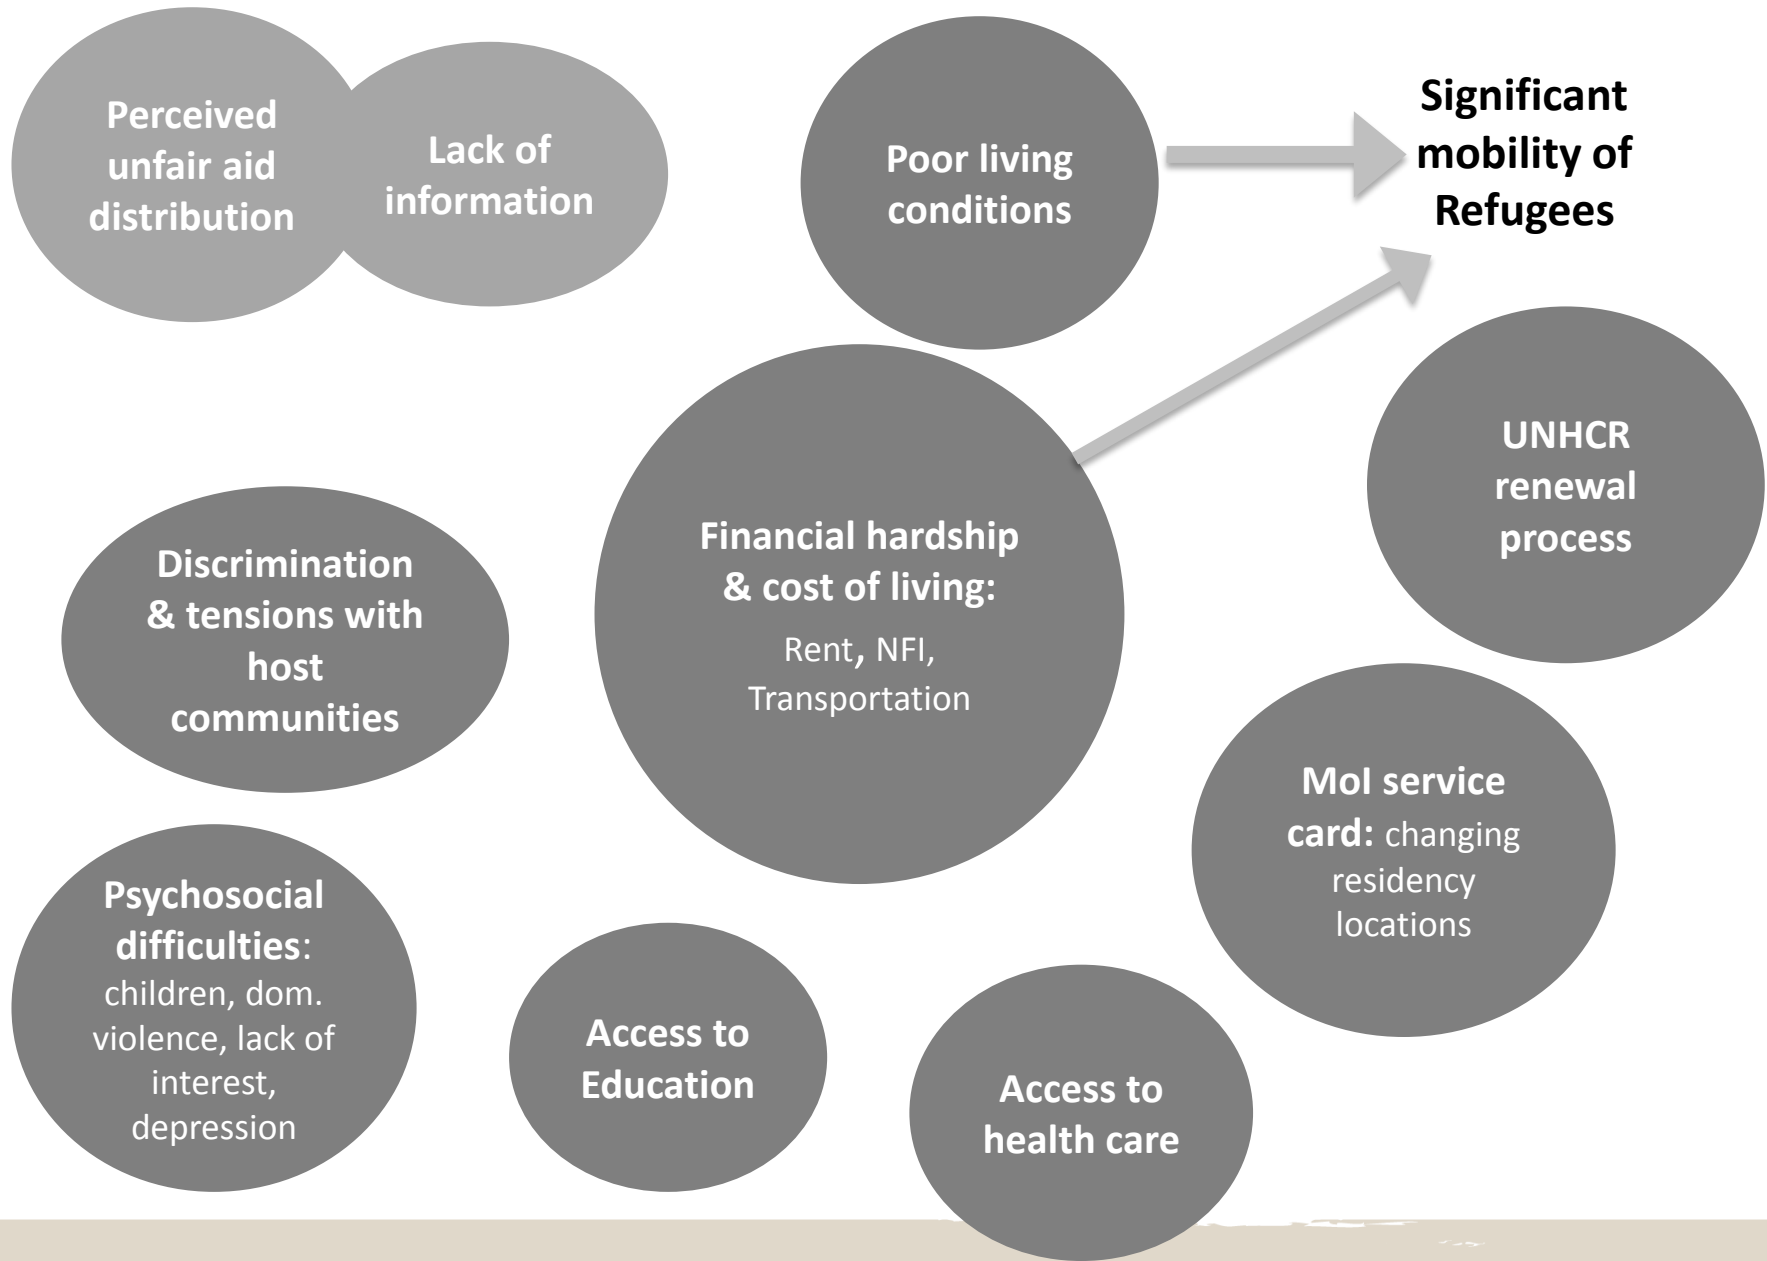 Perceived
unfair aid
distribution
Lack of
information
Poor living
conditions
Significant
mobility of
Refugees
UNHCR
renewal
process
Financial hardship
& cost of living:
Rent, NFI,
Transportation
Discrimination
& tensions with
host
communities
MoI service
card: changing
residency
locations
Psychosocial
difficulties:
children, dom.
violence, lack of
interest,
depression
Access to
Education
Access to
health care